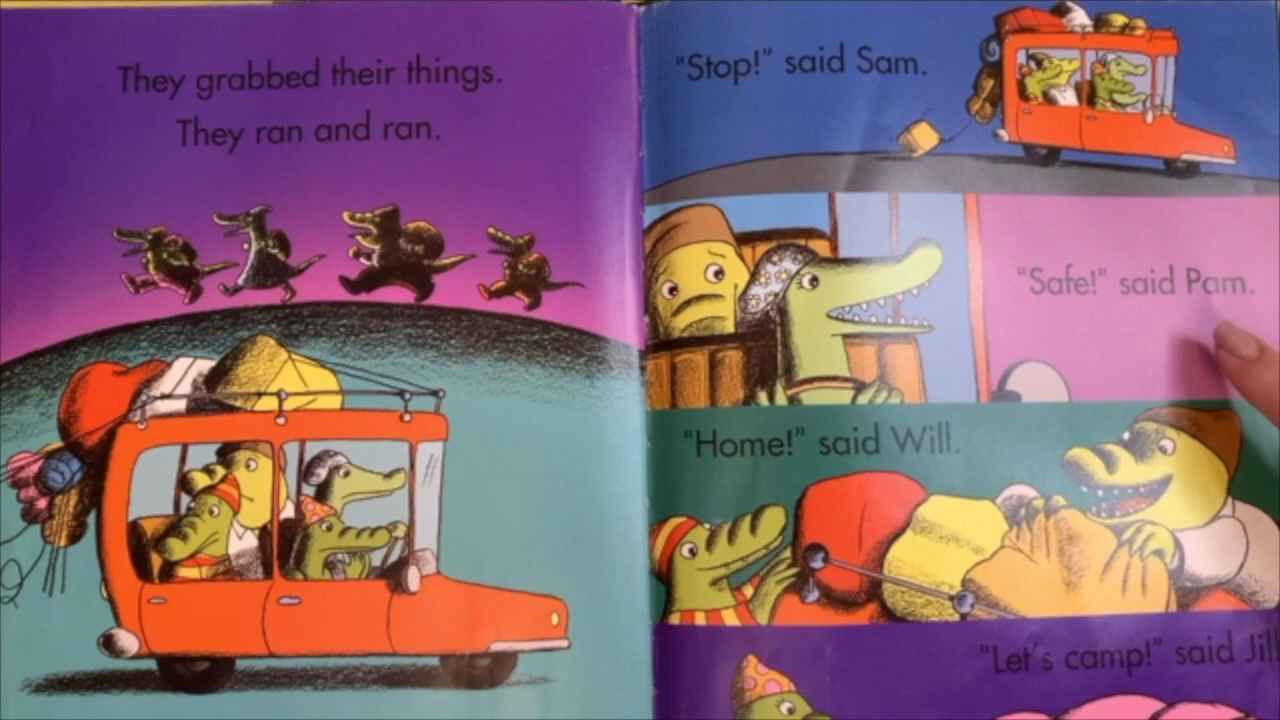 They grabbed their things.
They ran and ran.
"Stop!" said Sam.
"Safe!" said Pam.
"Home!" said Will.
"Let's camp!" said Jill